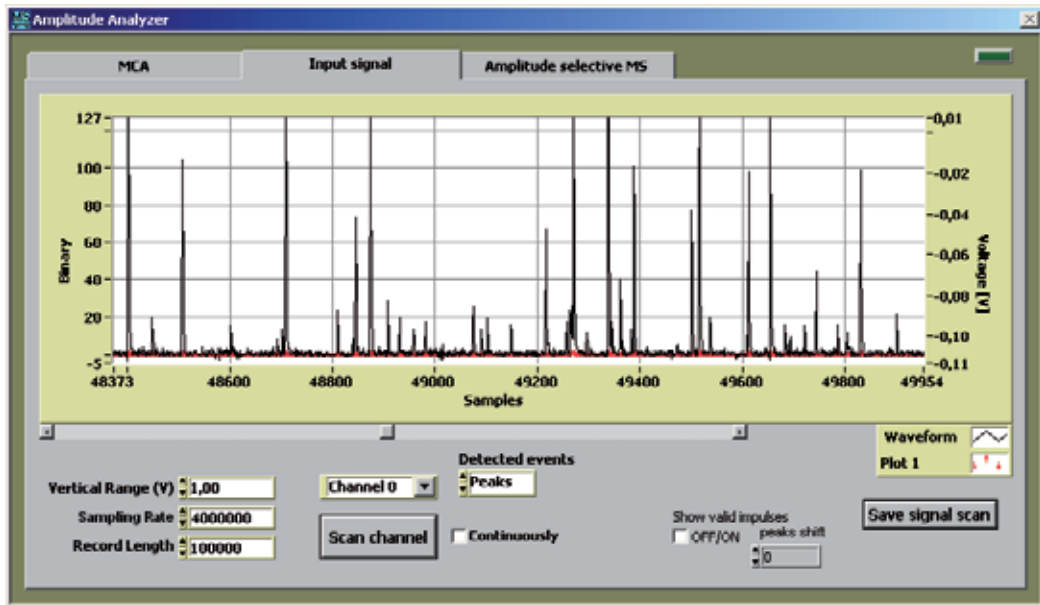 Amplitude Analyzer
MCA Input signal Amplitude selective MS
127 0,01
100 -0,02
80 -0,04
60 -0,06
40 -0,08
20 -0,10
-5 -0,11
Binary
Voltage [V]
48373 48600 48800 49000 49200 49400 49600 49800 49954
Samples
Waveform
Plot 1
Detected events
Vertical Range (V) 1,00 Channel 0 Peaks
Sampling Rate 4000000
Record Length 100000
Scan channel Continuously
Show valid impulses
OFF/ON peaks shift
0
Save signal scan